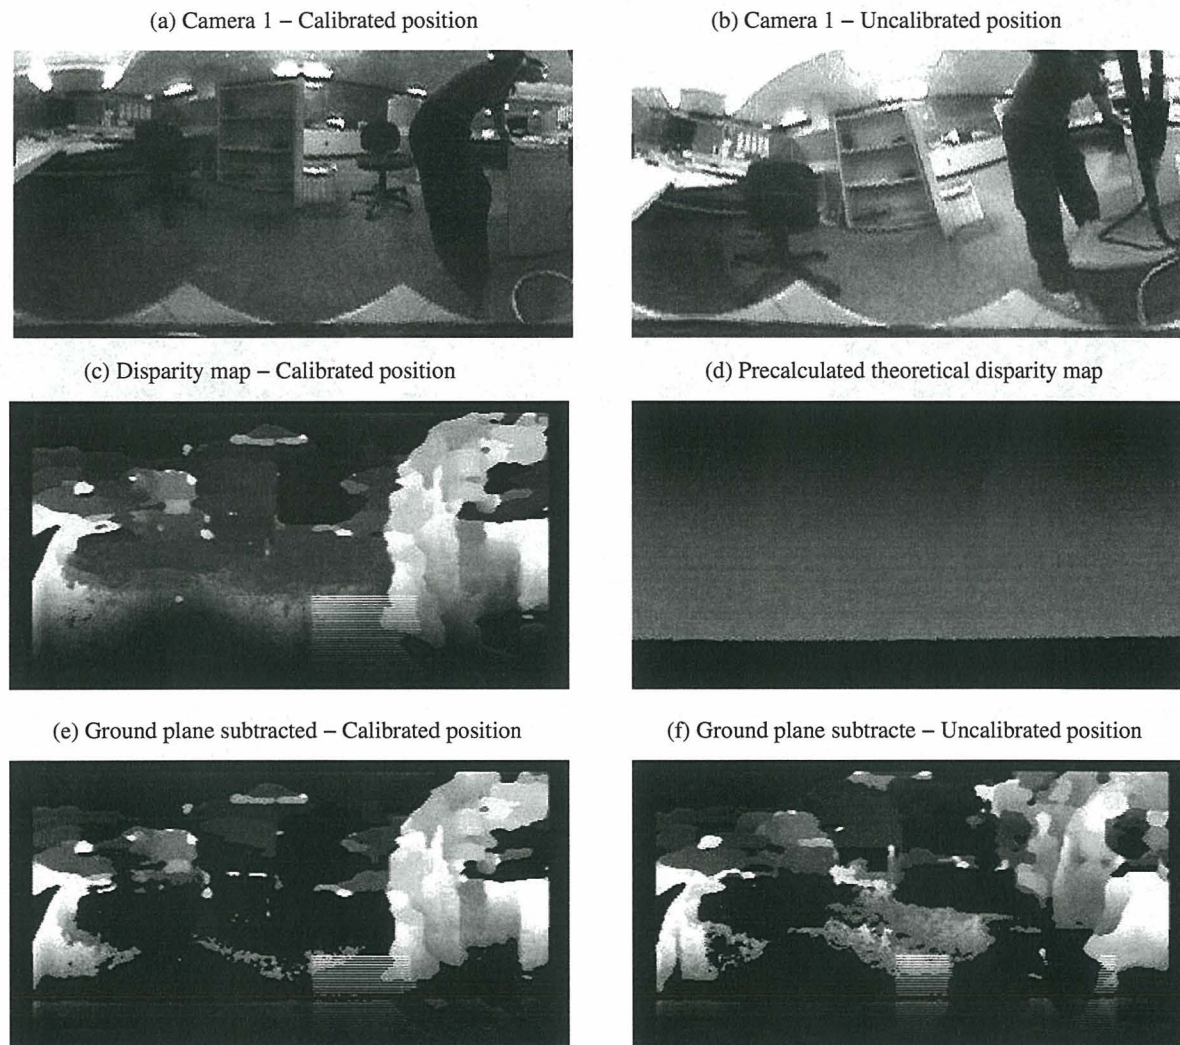 (a) Camera 1 – Calibrated position
(b) Camera 1 – Uncalibrated position
(c) Disparity map – Calibrated position
(d) Precalculated theoretical disparity map
(e) Ground plane subtracted – Calibrated position
(f) Ground plane subtracte – Uncalibrated position